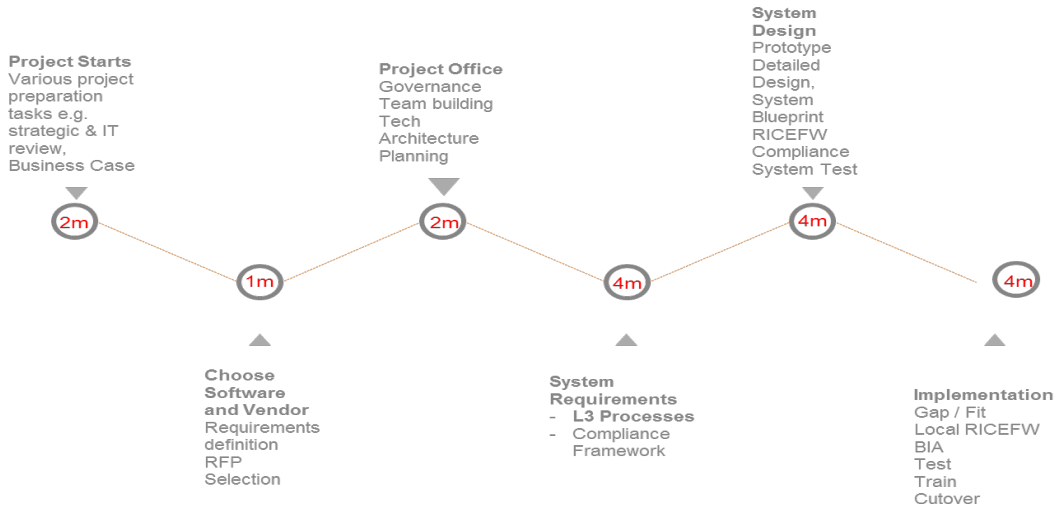 Project Starts
Various project
preparation
tasks e.g.
strategic & IT
review,
Business Case
2m
1m
Choose
Software
and Vendor
Requirements
definition
RFP
Selection
Project Office
Governance
Team building
Tech
Architecture
Planning
2m
4m
System
Requirements
- L3 Processes
- Compliance
Framework
System
Design
Prototype
Detailed
Design,
System
Blueprint
RICEFW
Compliance
System Test
4m
4m
Implementation
Gap / Fit
Local RICEFW
BIA
Test
Train
Cutover